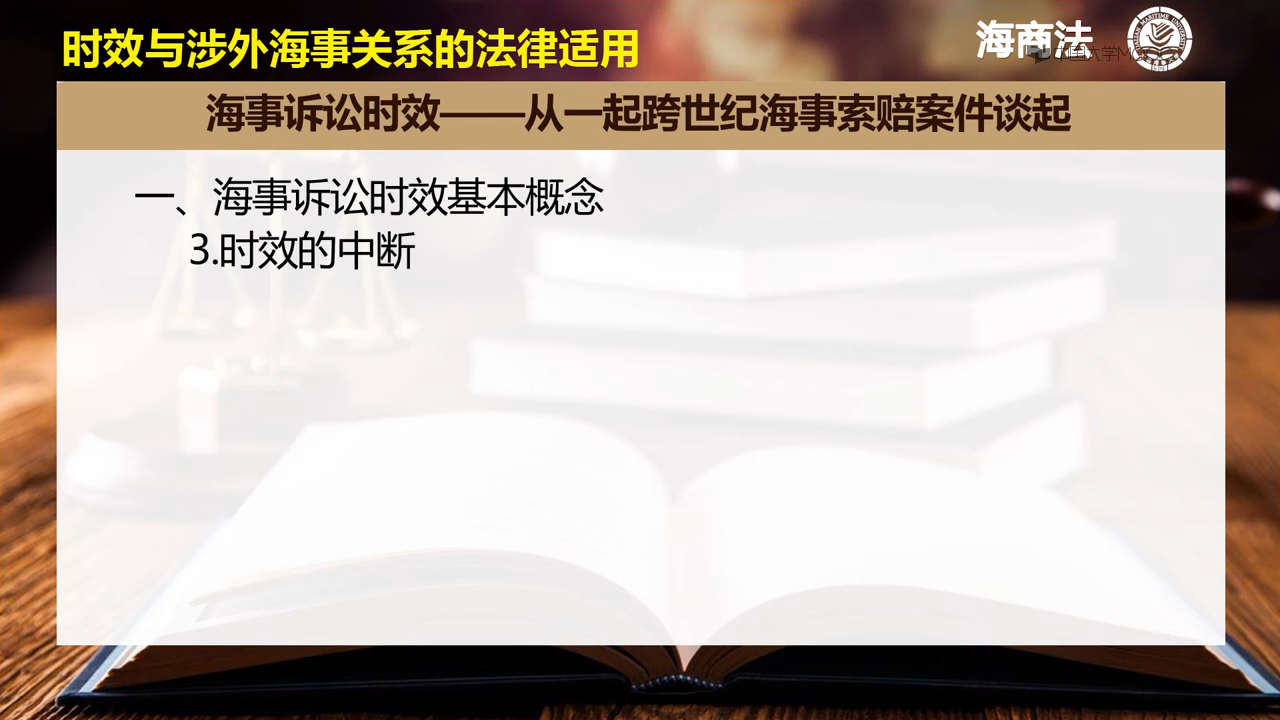 时效与涉外海事关系的法律适用
海商法
海事诉讼时效——从一起跨世纪海事索赔案件谈起
一、海事诉讼时效基本概念
3.时效的中断